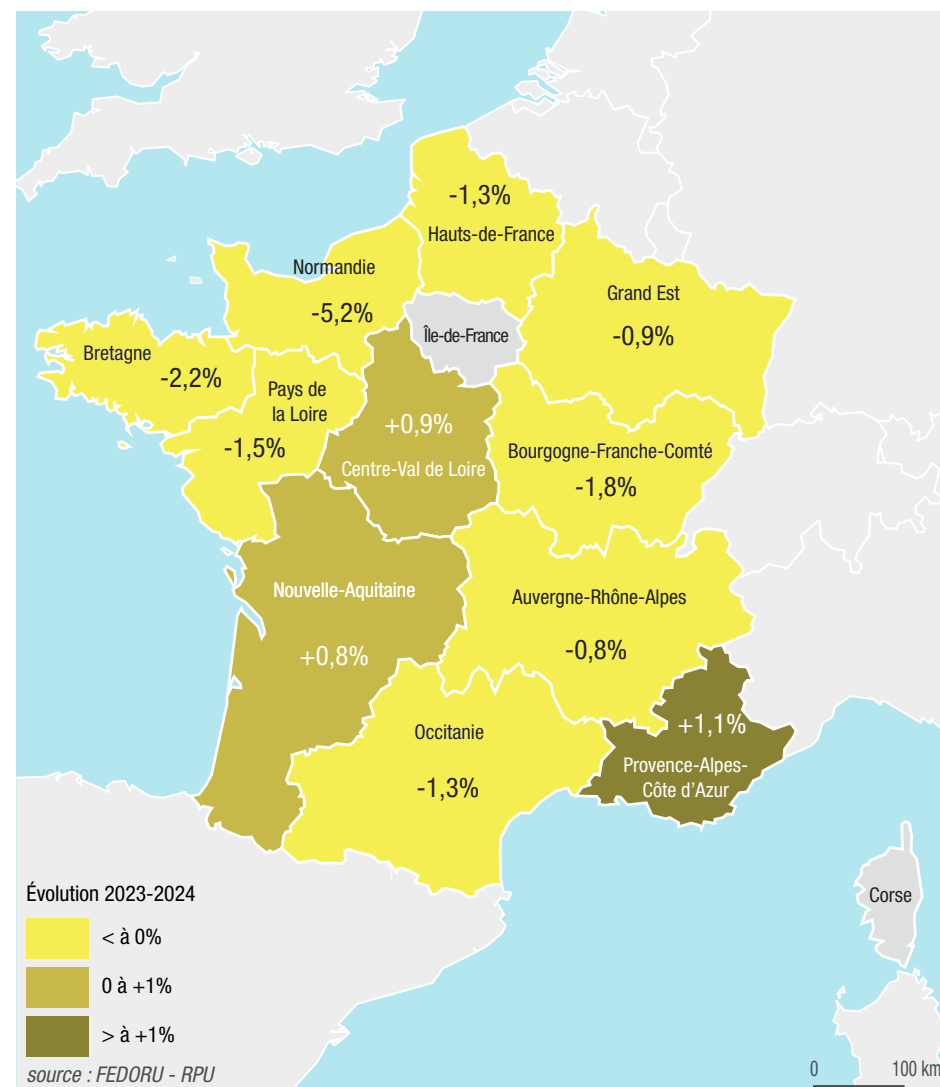 -1,3%
Hauts-de-France
Normandie
-5,2%
Grand Est
-0,9%
Île-de-France
Bretagne
-2,2%
Pays de
la Loire
-1,5%
+0,9%
Centre-Val de Loire
Bourgogne-Franche-Comté
-1,8%
Nouvelle-Aquitaine
+0,8%
Auvergne-Rhône-Alpes
-0,8%
Occitanie
-1,3%
+1,1%
Provence-Alpes-
Côte d'Azur
Corse
Évolution 2023-2024
< à 0%
0 à +1%
> à +1%
source : FEDORU - RPU
0 100 km